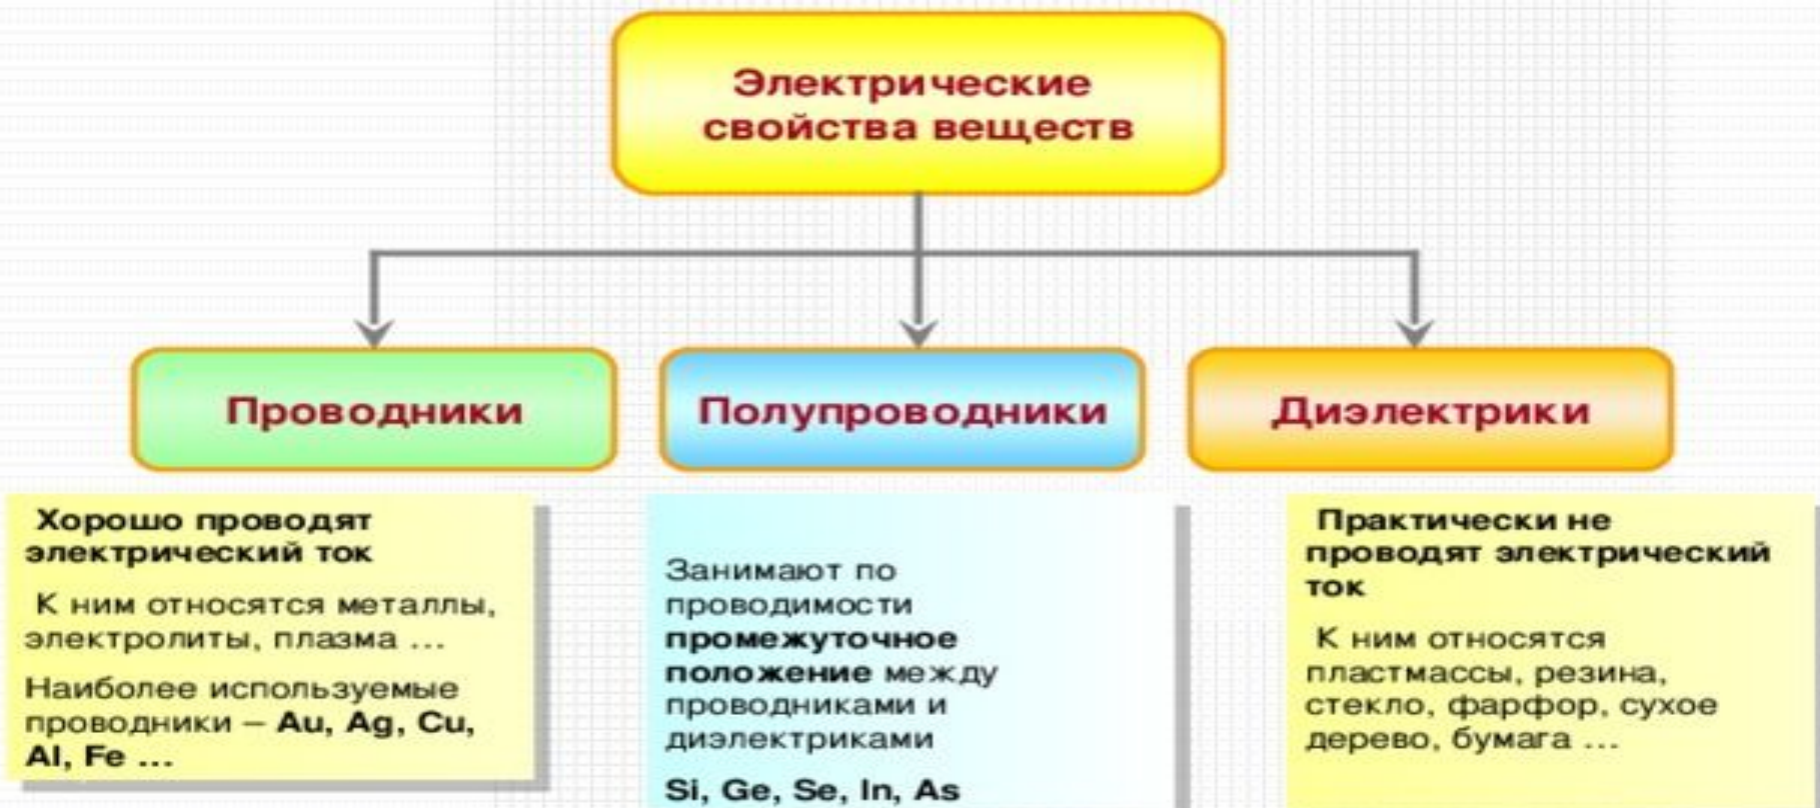 Электрические
свойства веществ
Проводники
Полупроводники
Диэлектрики
Хорошо проводят
электрический ток
К ним относятся металлы,
электролиты, плазма ...
Наиболее используемые
проводники – Au, Ag, Cu,
Al, Fe ...
Занимают по
проводимости
промежуточное
положение между
проводниками и
диэлектриками
Si, Ge, Se, In, As
Практически не
проводят электрический
ток
К ним относятся
пластмассы, резина,
стекло, фарфор, сухое
дерево, бумага ...